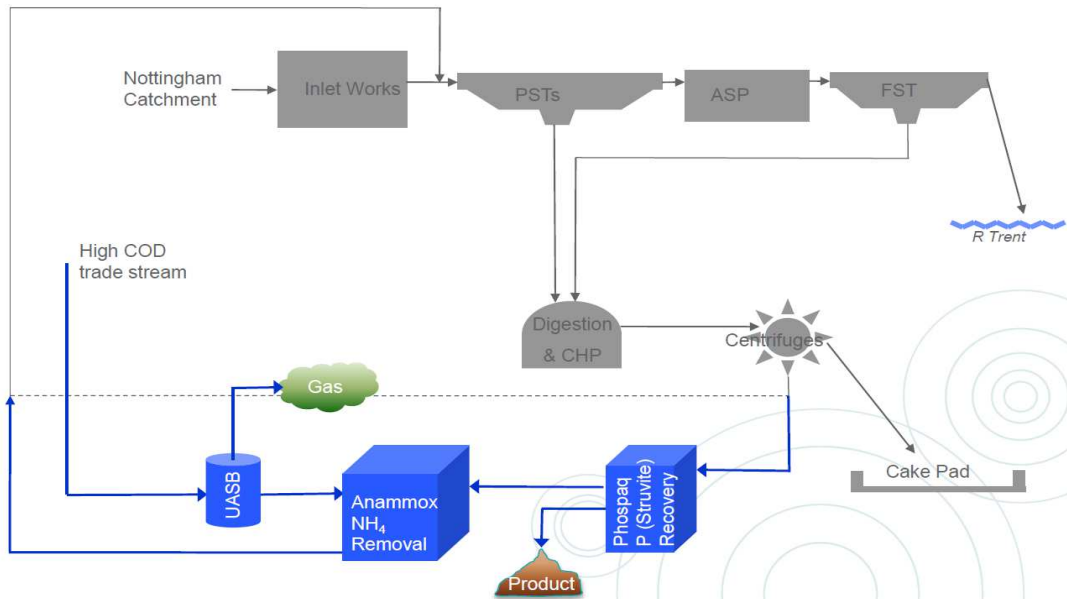 Nottingham
Catchment
Inlet Works
PSTs
ASP
FST
R Trent
High COD
trade stream
Digestion
& CHP
Centrifuges
Gas
Cake Pad
UASB
Anammox
NH₄
Removal
Phospaq
P (Struvite)
Recovery
Product